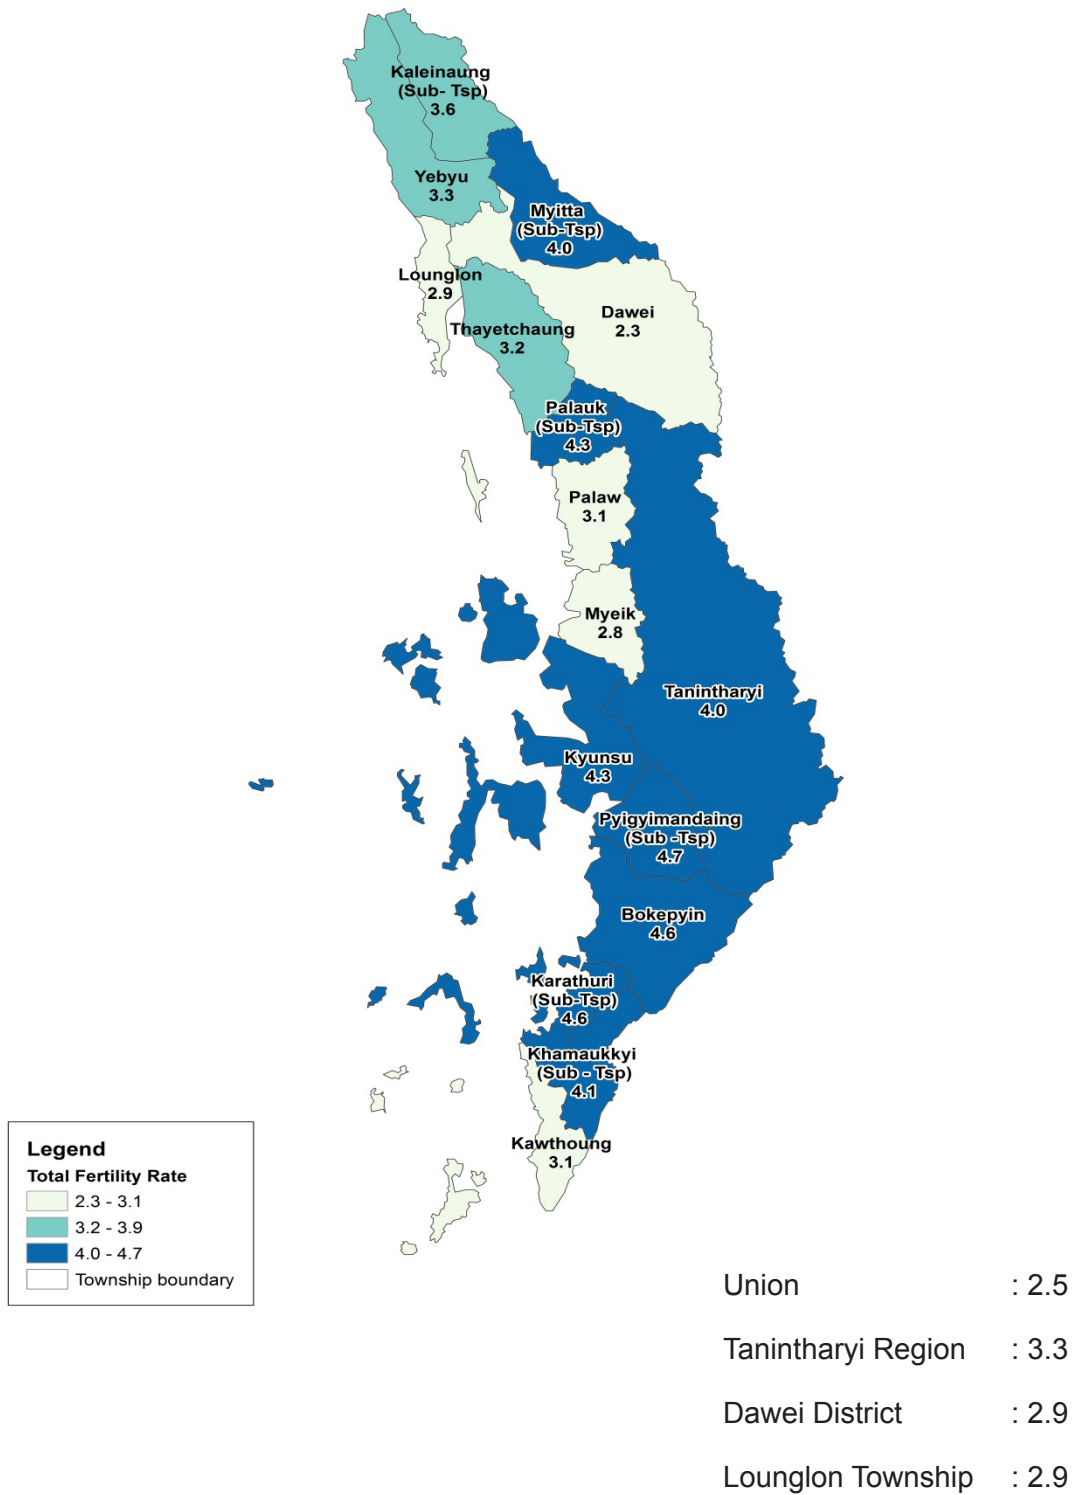 Kaleinaung
(Sub- Tsp)
3.6
Yebyu
3.3
Myitta
(Sub-Tsp)
4.0
Lounglon
2.9
Dawei
2.3
Thayetchaung
3.2
Palauk
(Sub-Tsp)
4.3
Palaw
3.1
Myeik
2.8
Tanintharyi
4.0
Kyunsu
4.3
Pyigyimandaing
(Sub -Tsp)
4.7
Bokepyin
4.6
Karathuri
(Sub-Tsp)
4.6
Khamaukkyi
(Sub - Tsp)
4.1
Kawthoung
3.1
Legend
Total Fertility Rate
2.3 - 3.1
3.2 - 3.9
4.0 - 4.7
Township boundary
Union : 2.5
Tanintharyi Region : 3.3
Dawei District : 2.9
Lounglon Township : 2.9